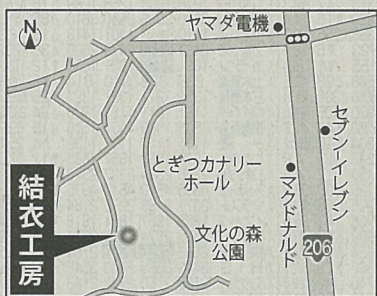 N
ヤマダ電機
セブン-イレブン
とぎつカナリー
ホール
マクドナルド
文化の森
公園
206
結衣工房